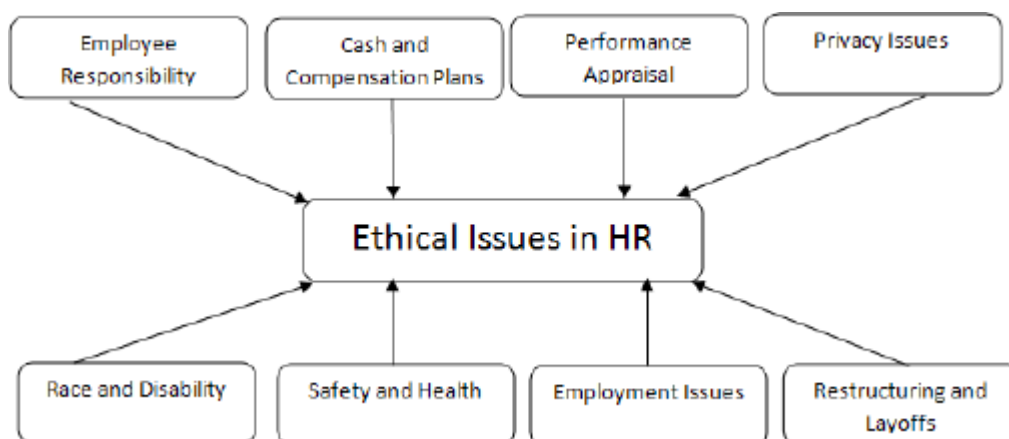 Employee
Responsibility
Cash and
Compensation Plans
Performance
Appraisal
Privacy Issues
Ethical Issues in HR
Race and Disability
Safety and Health
Employment Issues
Restructuring and
Layoffs